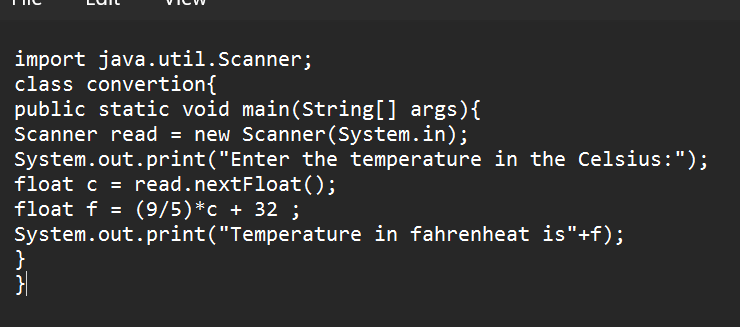 File Edit View
import java.util.Scanner;
class convertion{
public static void main(String[] args){
Scanner read = new Scanner(System.in);
System.out.print("Enter the temperature in the Celsius:");
float c = read.nextFloat();
float f = (9/5)*c + 32 ;
System.out.print("Temperature in fahrenheat is"+f);
}
}